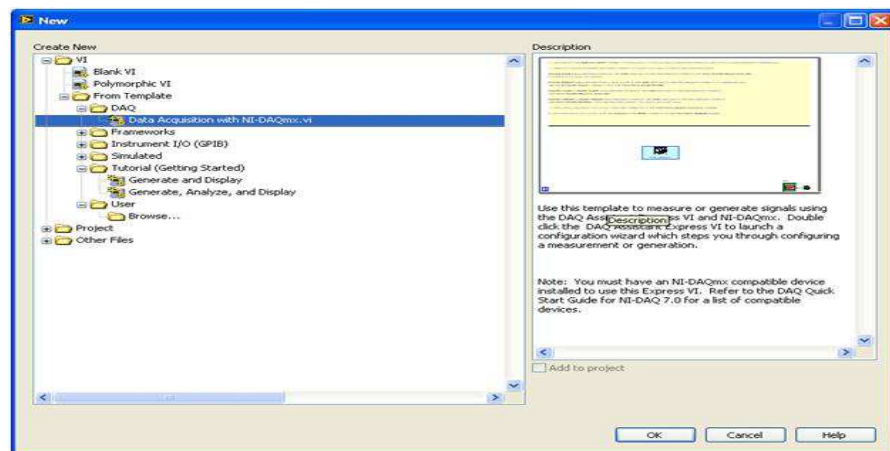 New
Create New
Description
VI
Blank VI
Polymorphic VI
From Template
DAQ
Data Acquisition with NI-DAQmx.vi
Frameworks
Instrument I/O (GPIB)
Simulated
Tutorial (Getting Started)
Generate and Display
Generate, Analyze, and Display
User
Browse...
Project
Other Files
Use this template to measure or generate signals using
the DAQ Ass Description ss VI and NI-DAQmx. Double
click the DAQ Assistant Express VI to launch a
configuration wizard which steps you through configuring
a measurement or generation.
Note: You must have an NI-DAQmx compatible device
installed to use this Express VI. Refer to the DAQ Quick
Start Guide for NI-DAQ 7.0 for a list of compatible
devices.
Add to project
OK Cancel Help